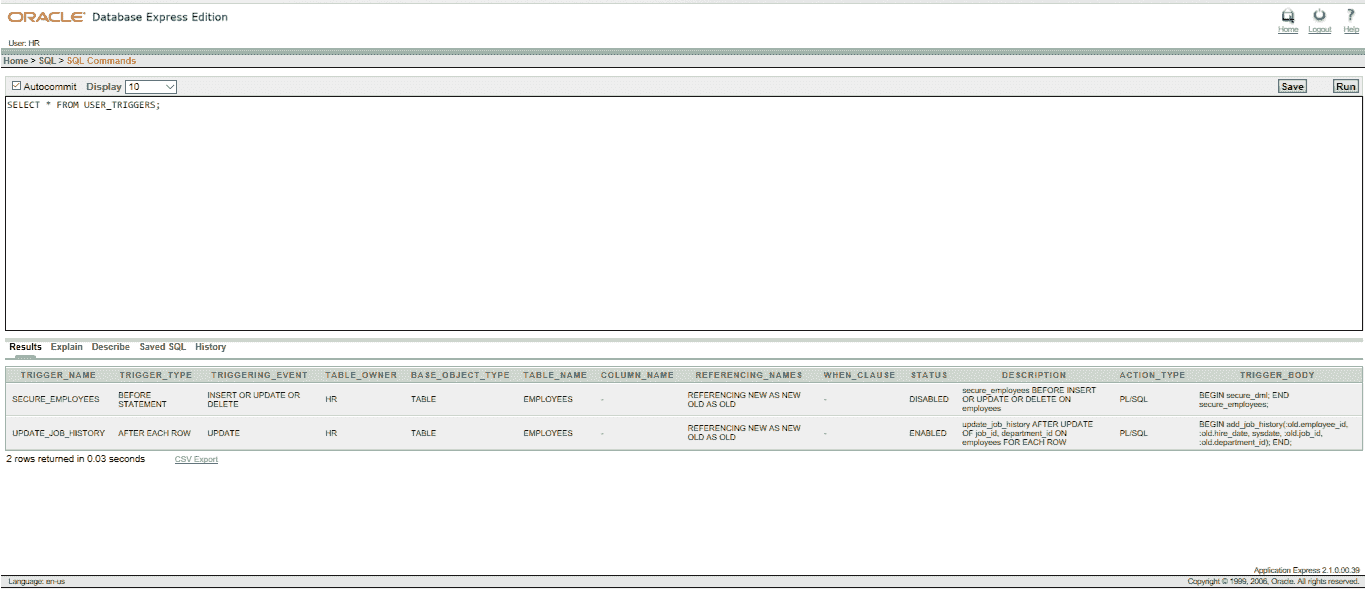 ORACLE® Database Express Edition
Home Logout Help
User: HR
Home > SQL > SQL Commands
Autocommit Display 10 Save Run
SELECT * FROM USER_TRIGGERS;
Results Explain Describe Saved SQL History
TRIGGER_NAME TRIGGER_TYPE TRIGGERING_EVENT TABLE_OWNER BASE_OBJECT_TYPE TABLE_NAME COLUMN_NAME REFERENCING_NAMES WHEN_CLAUSE STATUS DESCRIPTION ACTION_TYPE TRIGGER_BODY
SECURE_EMPLOYEES BEFORE STATEMENT INSERT OR UPDATE OR DELETE HR TABLE EMPLOYEES - REFERENCING NEW AS NEW OLD AS OLD - DISABLED secure_employees BEFORE INSERT OR UPDATE OR DELETE ON employees PL/SQL BEGIN secure_dml; END secure_employees;
UPDATE_JOB_HISTORY AFTER EACH ROW UPDATE HR TABLE EMPLOYEES - REFERENCING NEW AS NEW OLD AS OLD - ENABLED update_job_history AFTER UPDATE OF job_id, department_id ON employees FOR EACH ROW PL/SQL BEGIN add_job_history(:old.employee_id, :old.hire_date, sysdate, :old.job_id, :old.department_id); END;
2 rows returned in 0.03 seconds CSV Export
Application Express 2.1.0.00.39
Language: en-us Copyright © 1999, 2006, Oracle. All rights reserved.